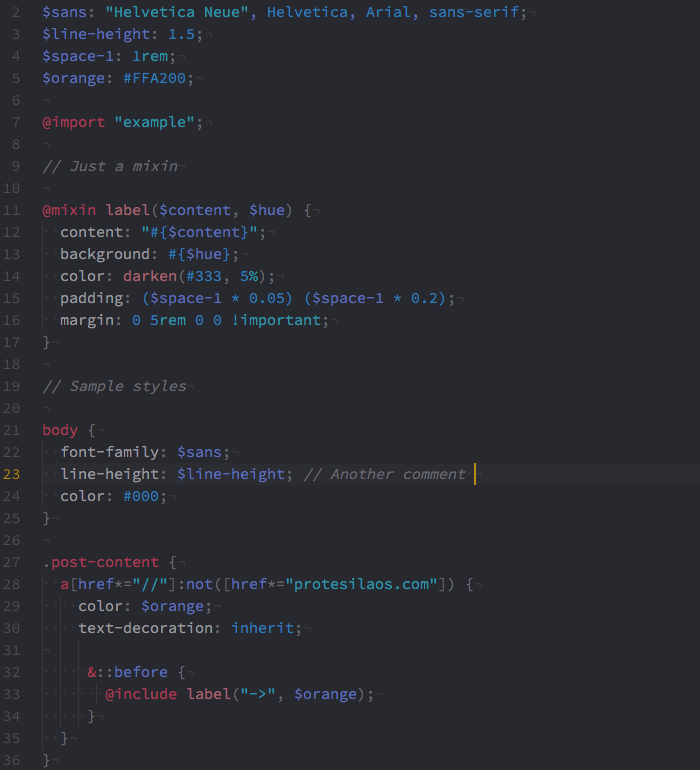 2 $sans: "Helvetica Neue", Helvetica, Arial, sans-serif;¬
3 $line-height: 1.5;¬
4 $space-1: 1rem;¬
5 $orange: #FFA200;¬
6 ¬
7 @import "example";¬
8 ¬
9 // Just a mixin¬
10 ¬
11 @mixin label($content, $hue) {¬
12 ··content: "#{$content}";¬
13 ··background: #{$hue};¬
14 ··color: darken(#333, 5%);¬
15 ··padding: ($space-1 * 0.05) ($space-1 * 0.2);¬
16 ··margin: 0 5rem 0 0 !important;¬
17 }¬
18 ¬
19 // Sample styles¬
20 ¬
21 body {¬
22 ··font-family: $sans;¬
23 ··line-height: $line-height; // Another comment·¬
24 ··color: #000;¬
25 }¬
26 ¬
27 .post-content {¬
28 ··a[href*="//"]:not([href*="protesilaos.com"]) {¬
29 ····color: $orange;¬
30 ····text-decoration: inherit;¬
31 ¬
32 ·····&::before {¬
33 ·······@include label("->", $orange);¬
34 ·····}¬
35 ··}¬
36 }¬